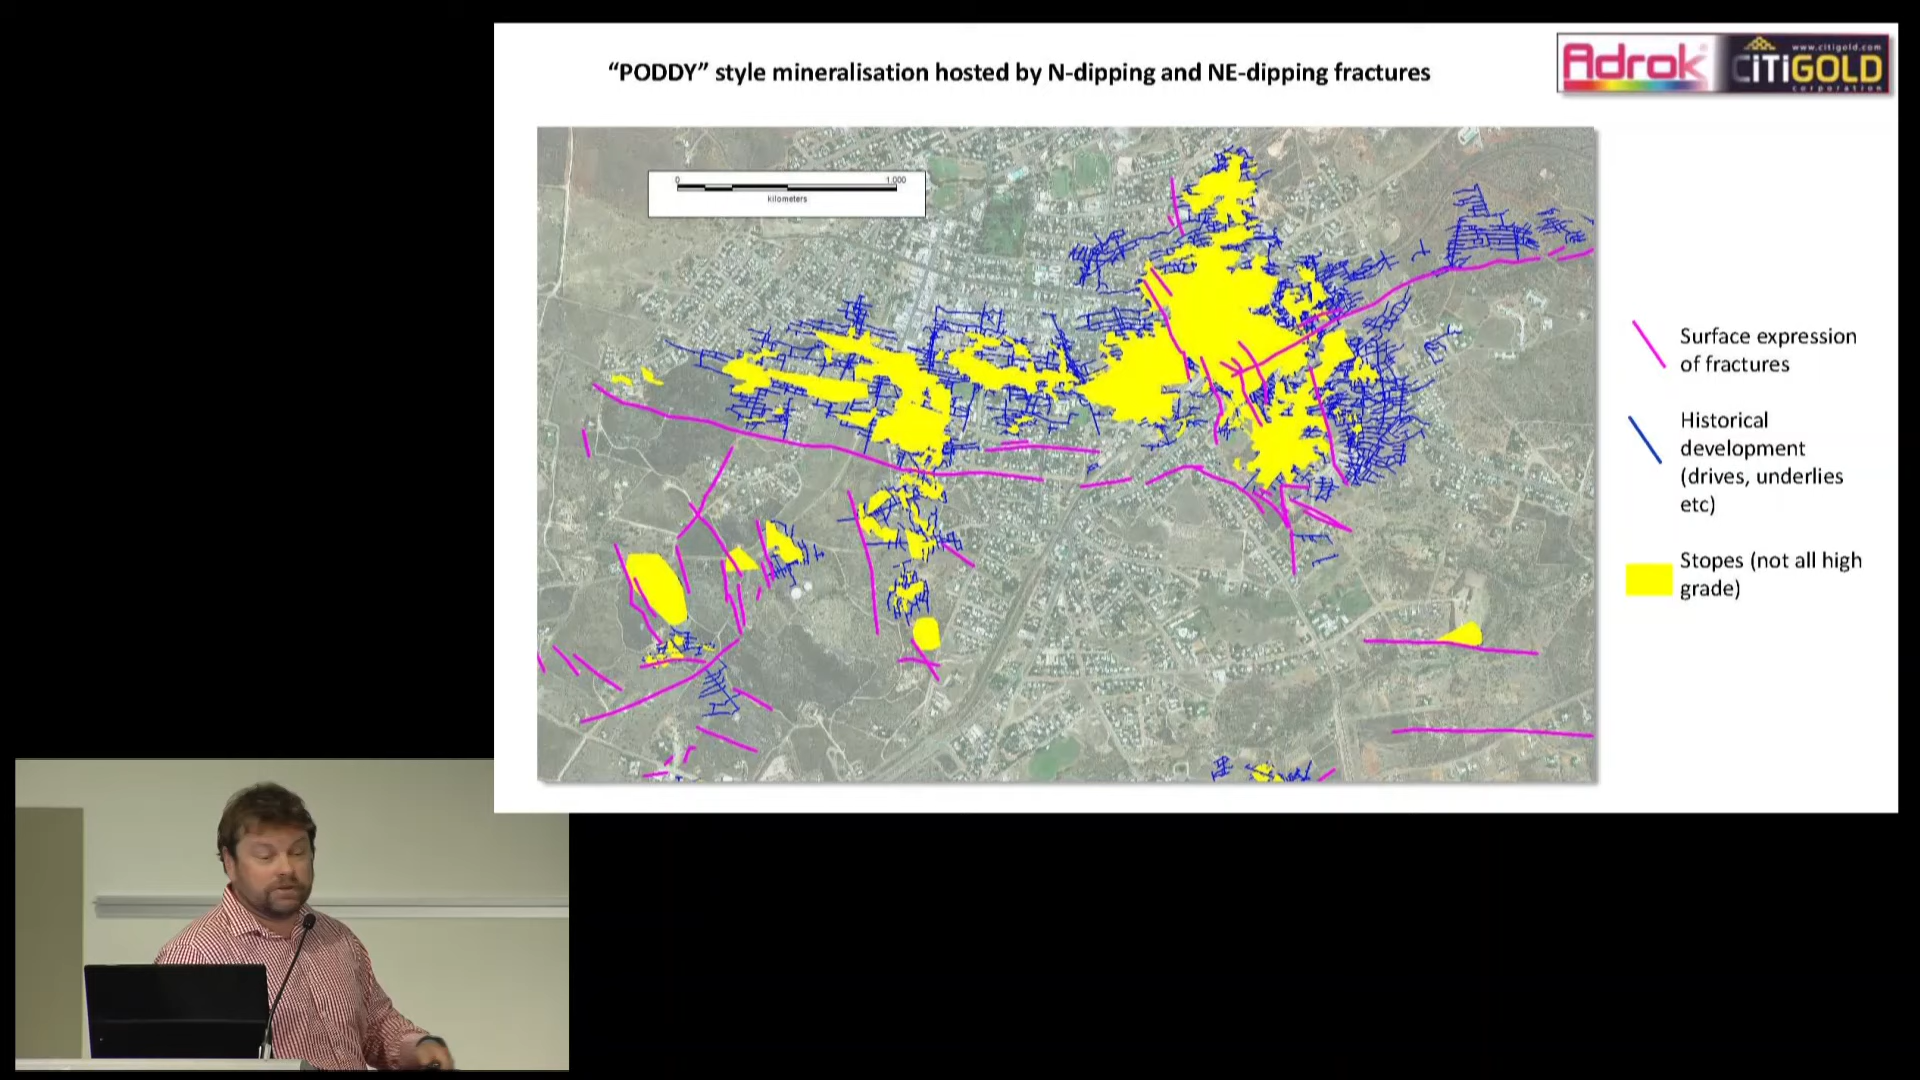 “PODDY” style mineralisation hosted by N-dipping and NE-dipping fractures
Adrok
www.citigold.com
CITIGOLD
corporation
0 1,000
kilometers
Surface expression
of fractures
Historical
development
(drives, underlies
etc)
Stopes (not all high
grade)